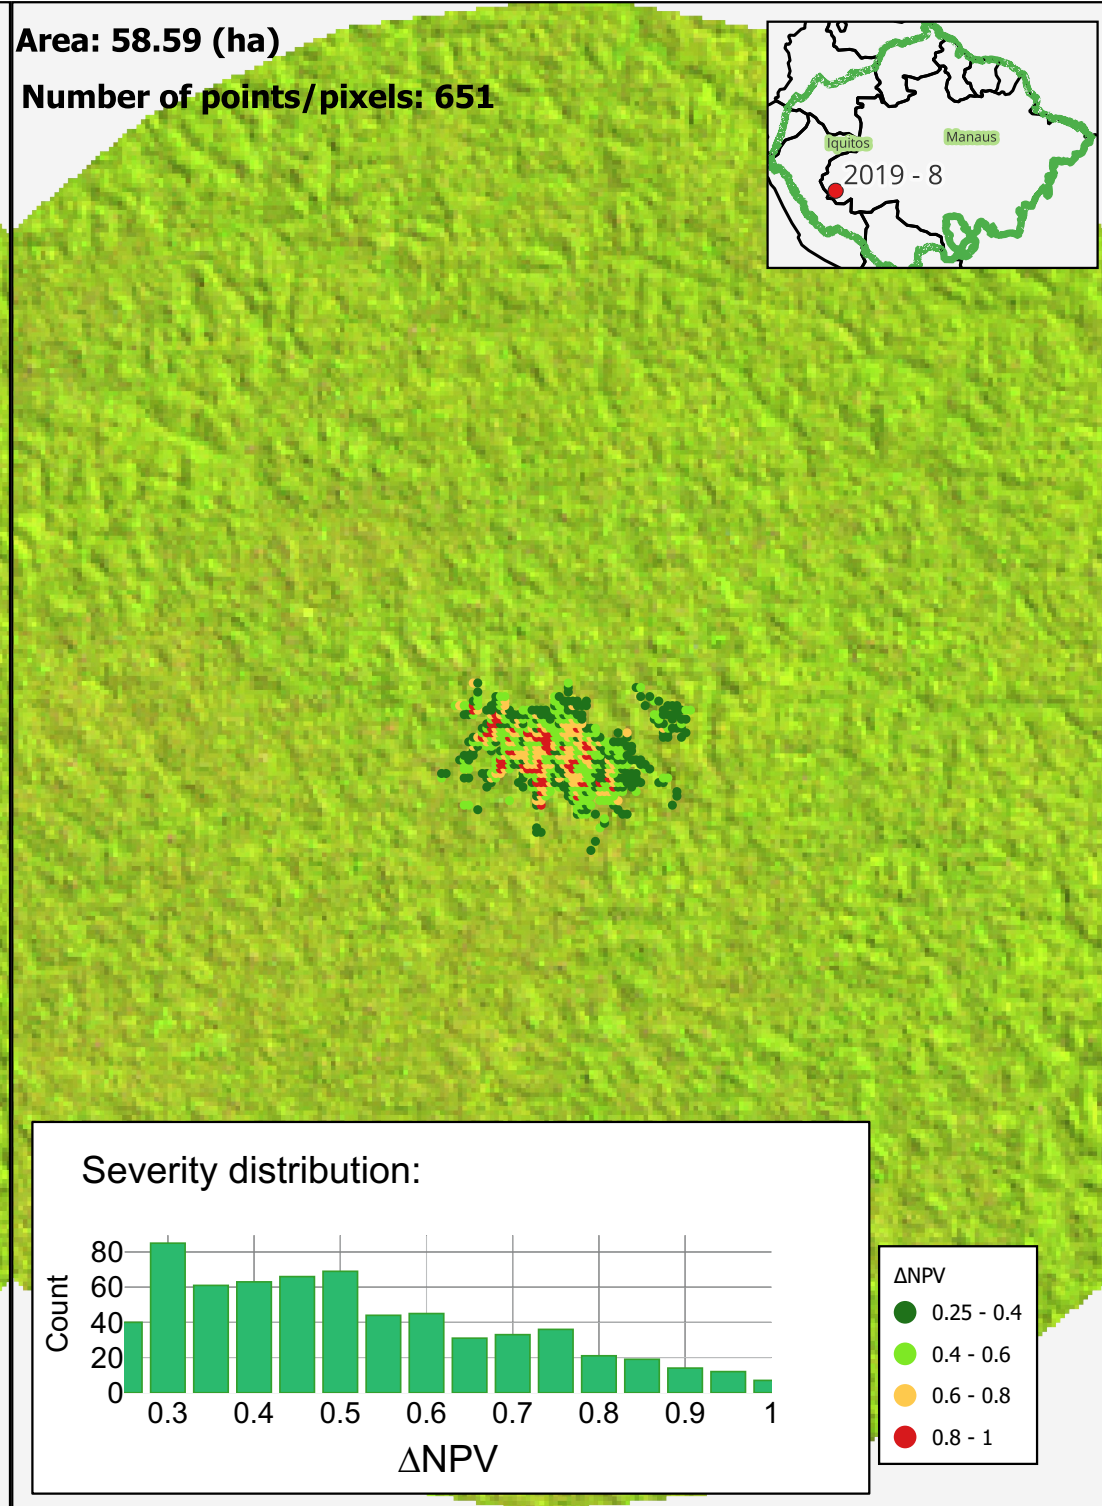 Area: 58.59 (ha)
Number of points/pixels: 651
Iquitos
Manaus
2019 - 8
Severity distribution:
Count
80
60
40
20
0
0.3 0.4 0.5 0.6 0.7 0.8 0.9 1
ΔNPV
ΔNPV
0.25 - 0.4
0.4 - 0.6
0.6 - 0.8
0.8 - 1